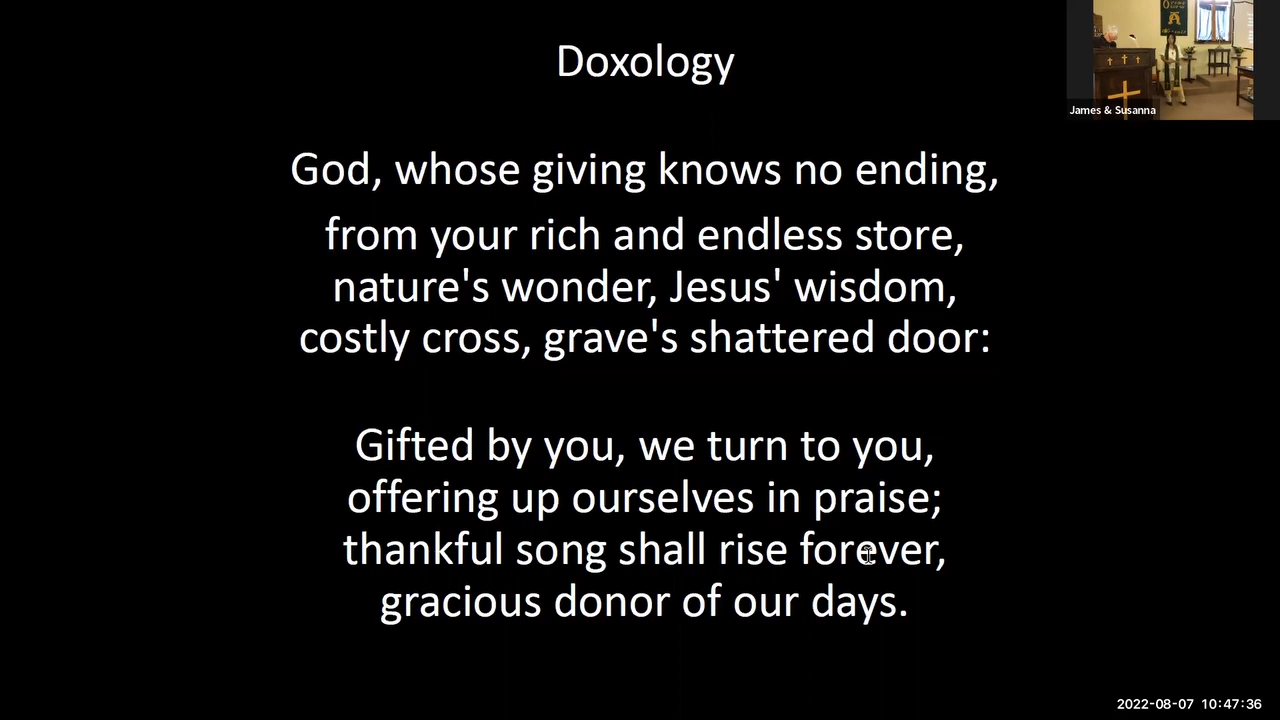 Doxology
God, whose giving knows no ending,
from your rich and endless store,
nature's wonder, Jesus' wisdom,
costly cross, grave's shattered door:
Gifted by you, we turn to you,
offering up ourselves in praise;
thankful song shall rise forever,
gracious donor of our days.
James & Susanna
2022-08-07 10:47:36